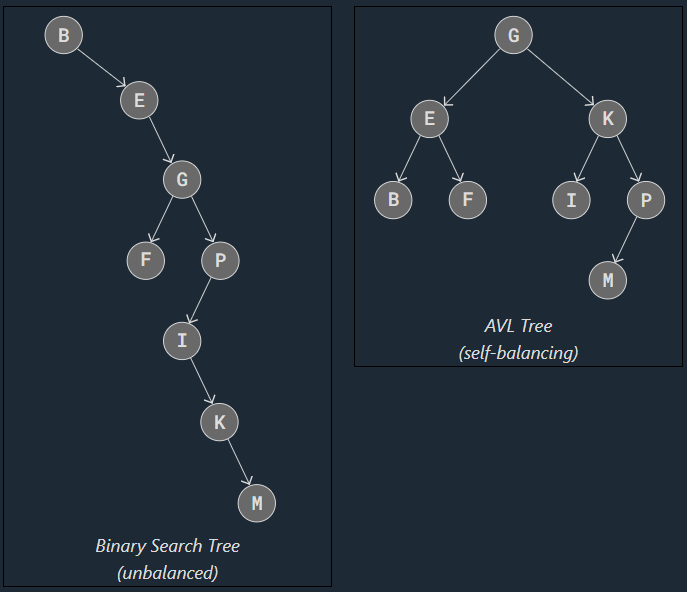 B
E
G
F P
I
K
M
Binary Search Tree
(unbalanced)
G
E K
B F I P
M
AVL Tree
(self-balancing)